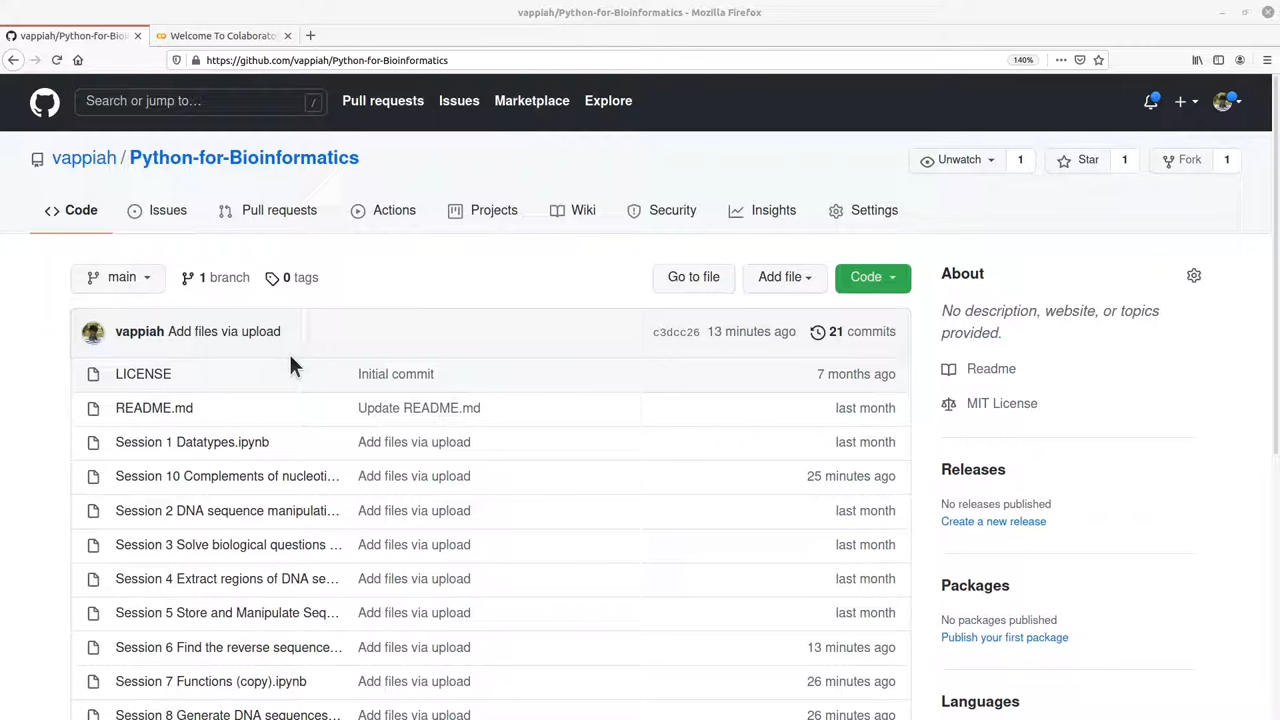 vappiah/Python-for-Bioinformatics - Mozilla Firefox
vappiah/Python-for-Bioin
Welcome To Colaborato
https://github.com/vappiah/Python-for-Bioinformatics
140%
Search or jump to…
/
Pull requests
Issues
Marketplace
Explore
vappiah / Python-for-Bioinformatics
Unwatch 1
Star 1
Fork 1
Code
Issues
Pull requests
Actions
Projects
Wiki
Security
Insights
Settings
main
1 branch
0 tags
Go to file
Add file
Code
vappiah Add files via upload
c3dcc26 13 minutes ago
21 commits
LICENSE Initial commit 7 months ago
README.md Update README.md last month
Session 1 Datatypes.ipynb Add files via upload last month
Session 10 Complements of nucleoti… Add files via upload 25 minutes ago
Session 2 DNA sequence manipulati… Add files via upload last month
Session 3 Solve biological questions … Add files via upload last month
Session 4 Extract regions of DNA se… Add files via upload last month
Session 5 Store and Manipulate Seq… Add files via upload last month
Session 6 Find the reverse sequence… Add files via upload 13 minutes ago
Session 7 Functions (copy).ipynb Add files via upload 26 minutes ago
Session 8 Generate DNA sequences… Add files via upload 26 minutes ago
About
No description, website, or topics
provided.
Readme
MIT License
Releases
No releases published
Create a new release
Packages
No packages published
Publish your first package
Languages